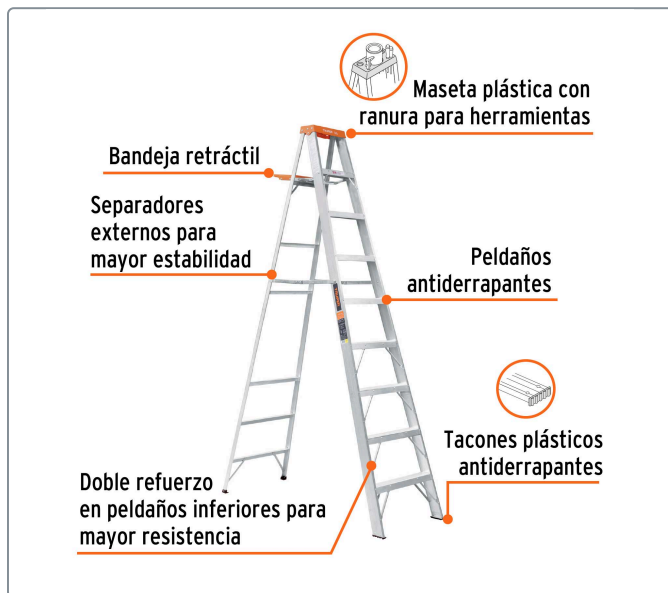 Maseta plástica con
ranura para herramientas
Bandeja retráctil
Separadores
externos para
mayor estabilidad
Peldaños
antiderrapantes
Tacones plásticos
antiderrapantes
Doble refuerzo
en peldaños inferiores para
mayor resistencia